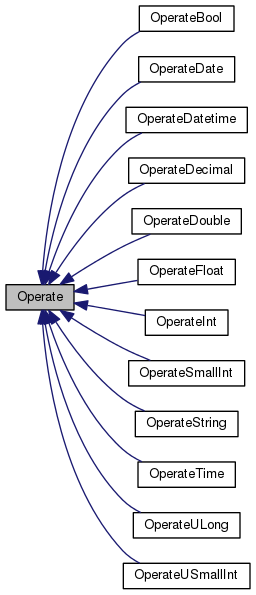 OperateBool
OperateDate
OperateDatetime
OperateDecimal
OperateDouble
OperateFloat
Operate
OperateInt
OperateSmallInt
OperateString
OperateTime
OperateULong
OperateUSmallInt